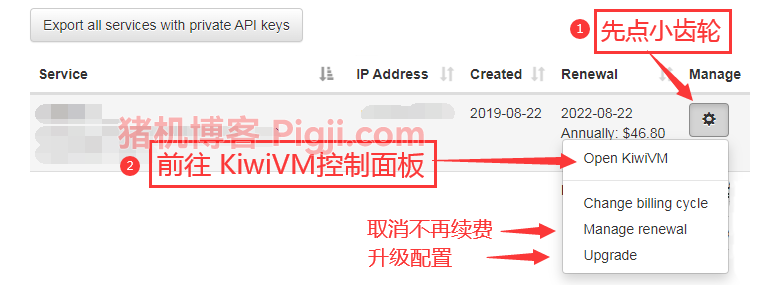 Export all services with private API keys
1 先点小齿轮
Service IP Address Created Renewal Manage
2019-08-22 2022-08-22
猪机博客 Pigji.com
Annually: $46.80
2 前往 KiwiVM控制面板
Open KiwiVM
Change billing cycle
取消不再续费 Manage renewal
升级配置 Upgrade